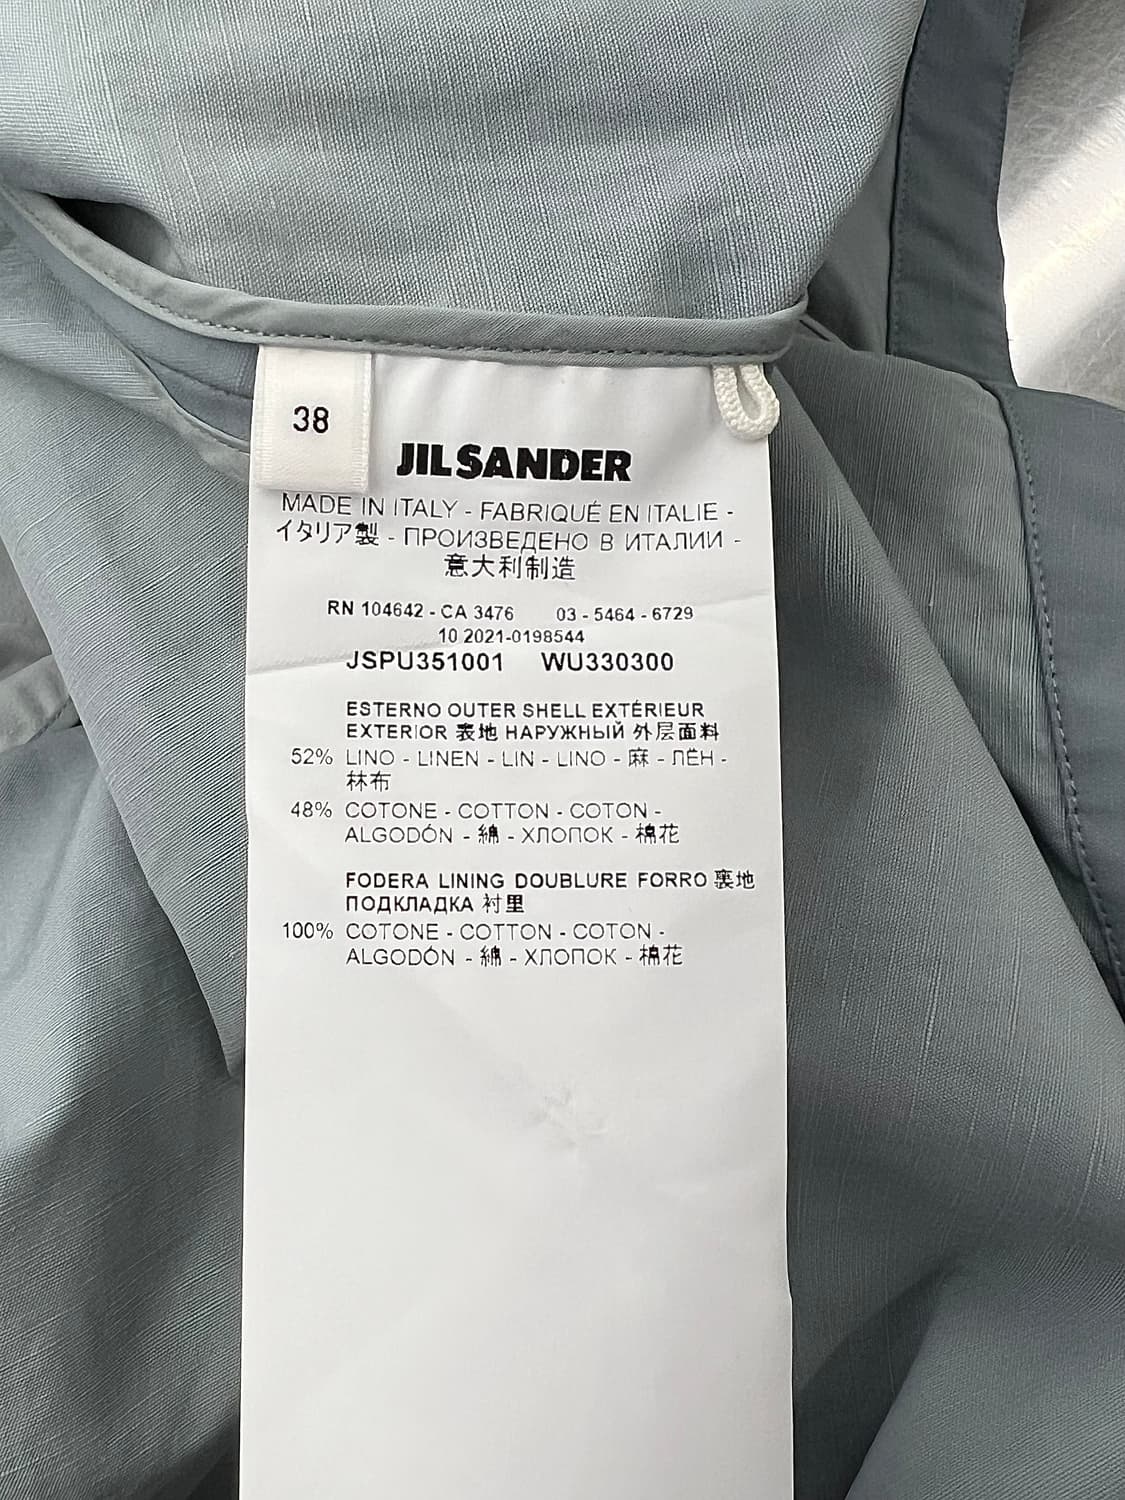 38
JIL SANDER
MADE IN ITALY - FABRIQUÉ EN ITALIE -
イタリア製 - ПРОИЗВЕДЕНО В ИТАЛИИ -
意大利制造
RN 104642 - CA 3476 03 - 5464 - 6729
10 2021-0198544
JSPU351001 WU330300
ESTERNO OUTER SHELL EXTÉRIEUR
EXTERIOR 表地 НАРУЖНЫЙ 外层面料
52% LINO - LINEN - LIN - LINO - 麻 - ЛЁН -
林布
48% COTONE - COTTON - COTON -
ALGODÓN - 綿 - ХЛОПОК - 棉花
FODERA LINING DOUBLURE FORRO 裏地
ПОДКЛАДКА 衬里
100% COTONE - COTTON - COTON -
ALGODÓN - 綿 - ХЛОПОК - 棉花